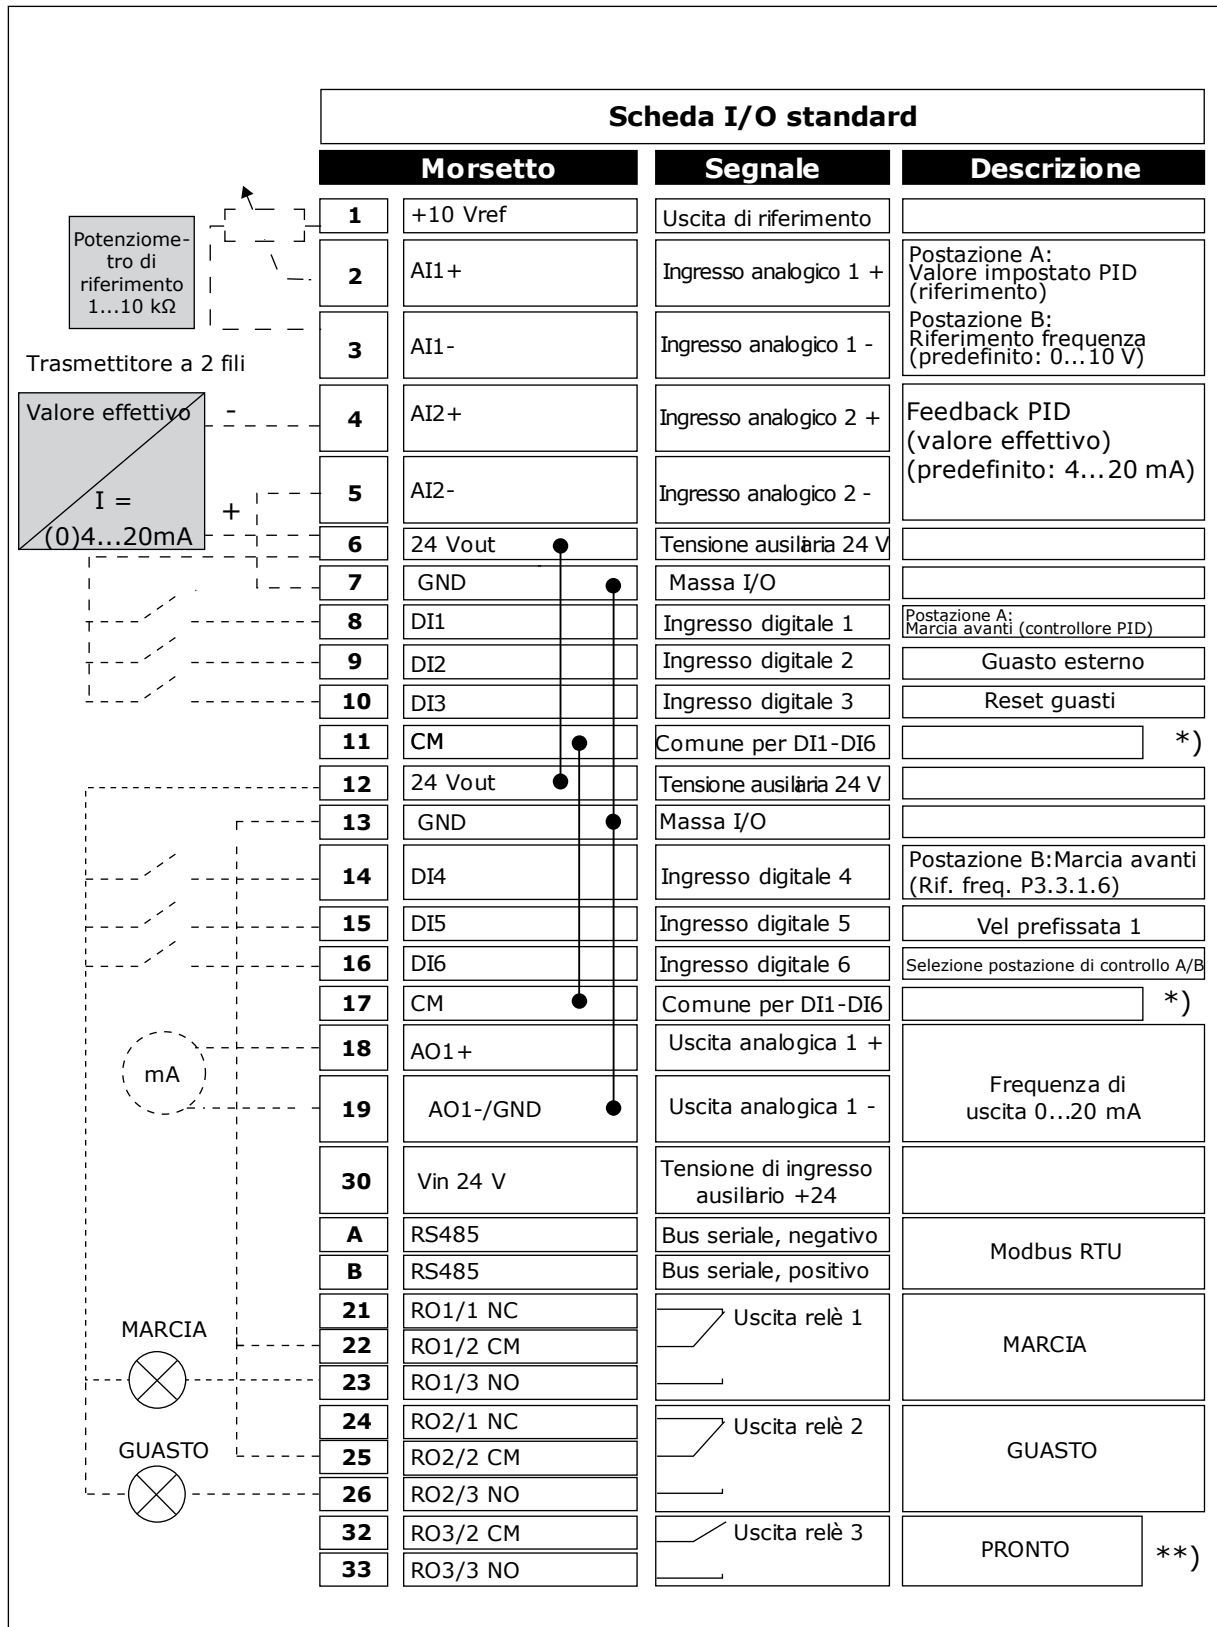 Scheda I/O standard
Morsetto Segnale Descrizione
1 +10 Vref Uscita di riferimento
Potenziome-
tro di
riferimento
1...10 kΩ
2 AI1+ Ingresso analogico 1 +
Postazione A:
Valore impostato PID
(riferimento)
Postazione B:
Riferimento frequenza
(predefinito: 0...10 V)
3 AI1- Ingresso analogico 1 -
Trasmettitore a 2 fili
Valore effettivo -
I =
(0)4...20mA +
4 AI2+ Ingresso analogico 2 +
Feedback PID
(valore effettivo)
(predefinito: 4...20 mA)
5 AI2- Ingresso analogico 2 -
6 24 Vout Tensione ausiliaria 24 V
7 GND Massa I/O
8 DI1 Ingresso digitale 1
Postazione A:
Marcia avanti (controllore PID)
9 DI2 Ingresso digitale 2 Guasto esterno
10 DI3 Ingresso digitale 3 Reset guasti
11 CM Comune per DI1-DI6 *)
12 24 Vout Tensione ausiliaria 24 V
13 GND Massa I/O
14 DI4 Ingresso digitale 4
Postazione B:Marcia avanti
(Rif. freq. P3.3.1.6)
15 DI5 Ingresso digitale 5 Vel prefissata 1
16 DI6 Ingresso digitale 6 Selezione postazione di controllo A/B
17 CM Comune per DI1-DI6 *)
18 AO1+ Uscita analogica 1 +
mA
Frequenza di
uscita 0...20 mA
19 AO1-/GND Uscita analogica 1 -
30 Vin 24 V
Tensione di ingresso
ausiliario +24
A RS485 Bus seriale, negativo
Modbus RTU
B RS485 Bus seriale, positivo
21 RO1/1 NC Uscita relè 1
MARCIA
22 RO1/2 CM MARCIA
23 RO1/3 NO
24 RO2/1 NC Uscita relè 2
GUASTO
25 RO2/2 CM GUASTO
26 RO2/3 NO
32 RO3/2 CM Uscita relè 3
PRONTO **)
33 RO3/3 NO